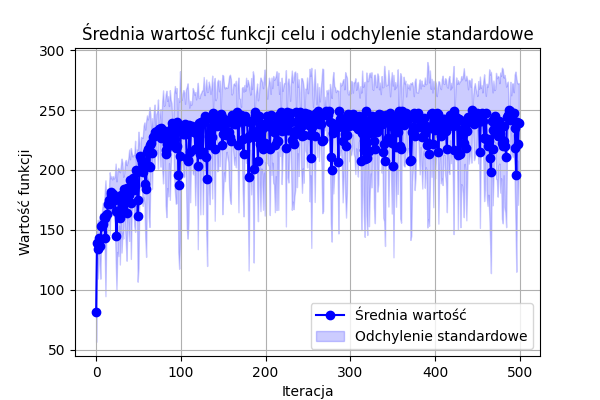 Średnia wartość funkcji celu i odchylenie standardowe
300
250
200
150
100
50
Wartość funkcji
0
100
200
300
400
500
Iteracja
Średnia wartość
Odchylenie standardowe